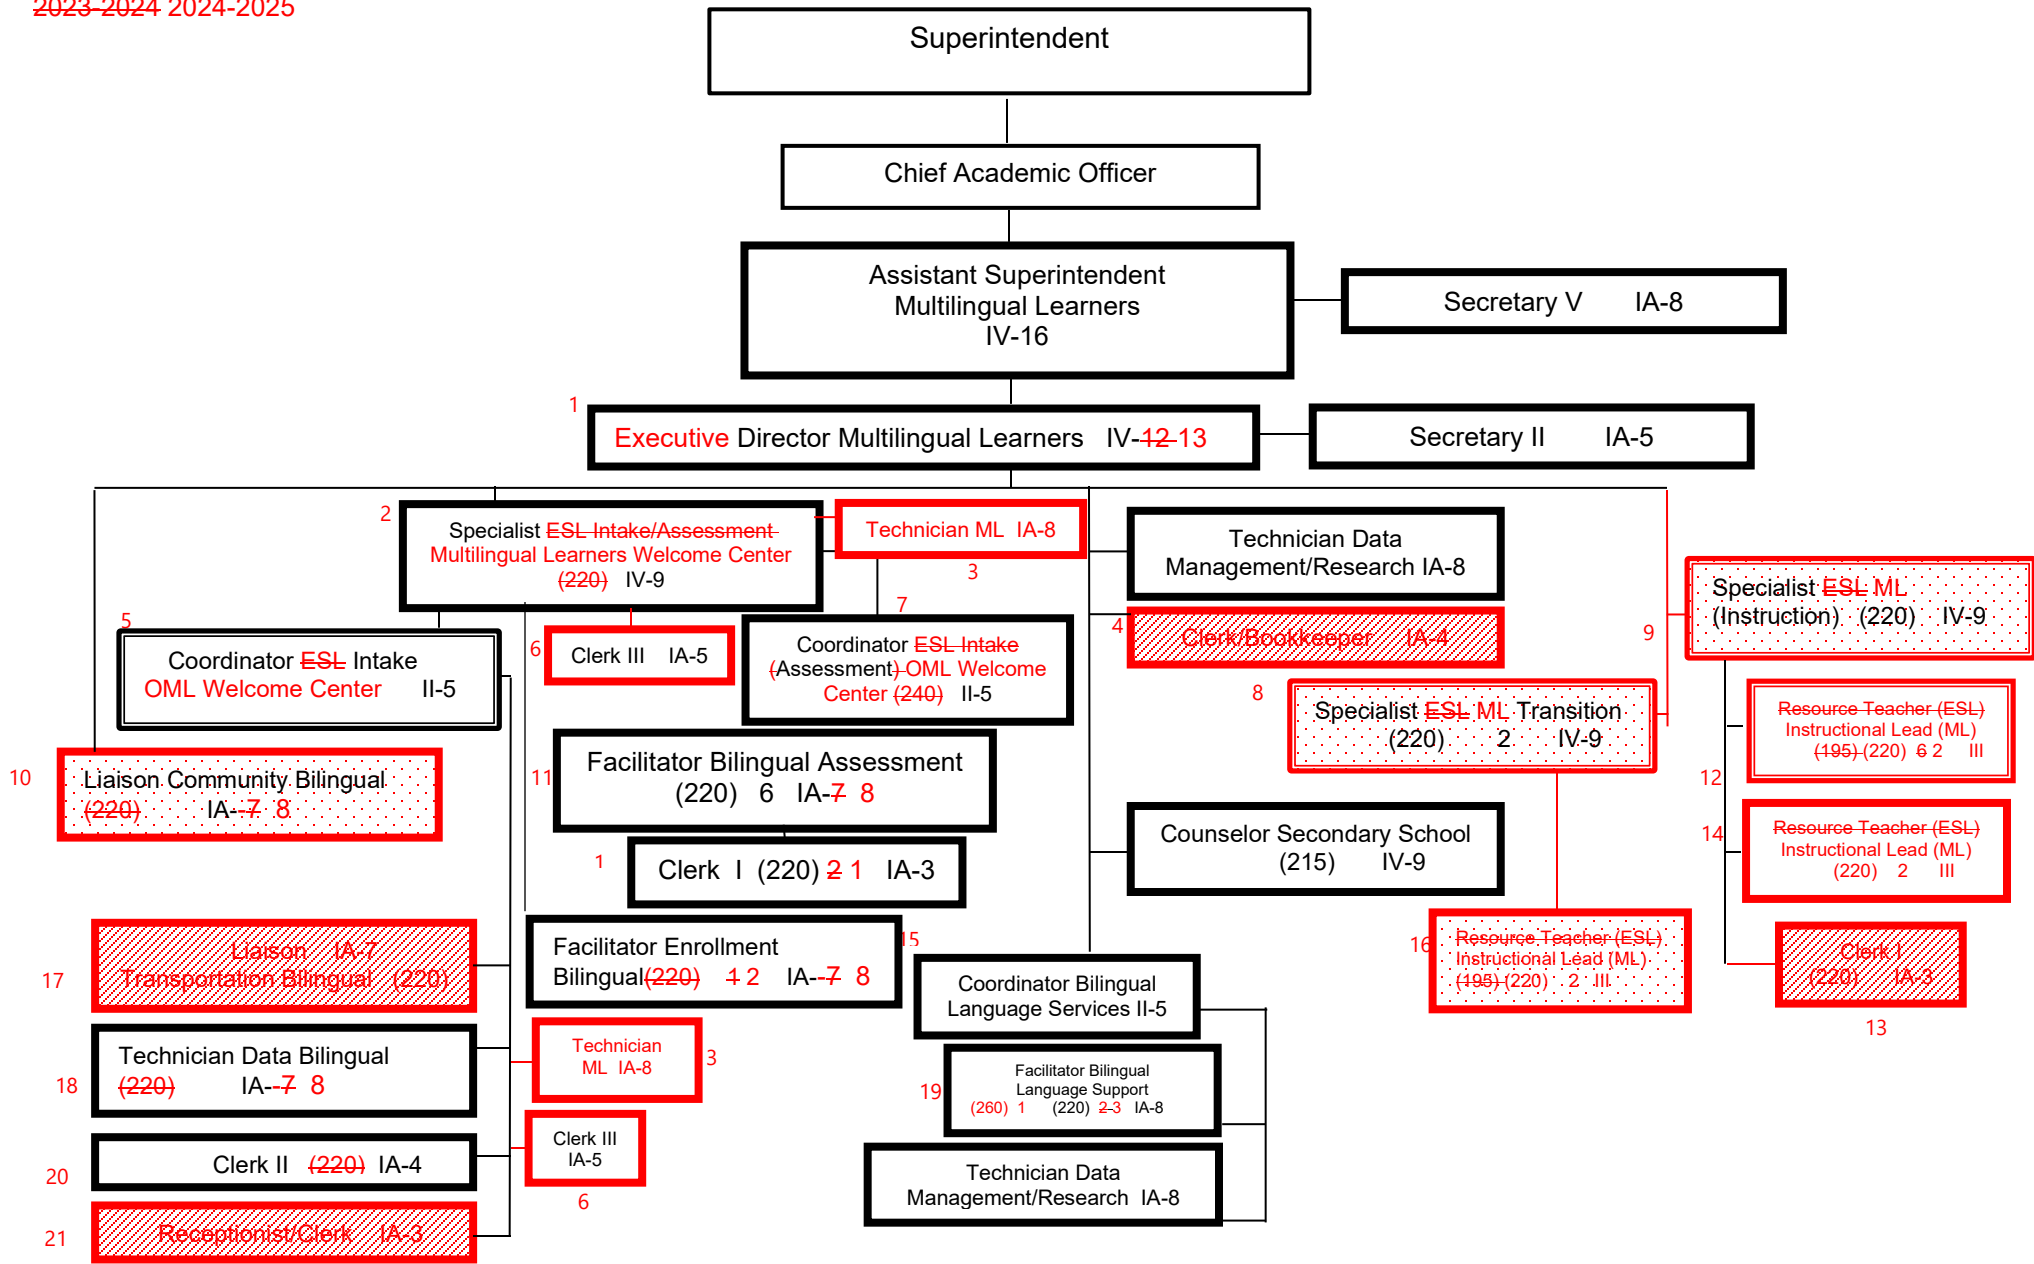 2023-2024 2024-2025
Superintendent
Chief Academic Officer
Assistant Superintendent
Multilingual Learners
IV-16
Secretary V IA-8
1
Executive Director Multilingual Learners IV-12 13
Secretary II IA-5
2
Specialist ESL Intake/Assessment
Multilingual Learners Welcome Center
(220) IV-9
Technician ML IA-8
3
Technician Data
Management/Research IA-8
4
Clerk/Bookkeeper IA-4
5
Coordinator ESL Intake
OML Welcome Center II-5
6
Clerk III IA-5
7
Coordinator ESL Intake
(Assessment) OML Welcome
Center (240) II-5
8
Specialist ESL ML Transition
(220) 2 IV-9
9
Specialist ESL ML
(Instruction) (220) IV-9
10
Liaison Community Bilingual
(220) IA--7 8
11
Facilitator Bilingual Assessment
(220) 6 IA-7 8
1
Clerk I (220) 2 1 IA-3
Counselor Secondary School
(215) IV-9
12
Resource Teacher (ESL)
Instructional Lead (ML)
(195) (220) 6 2 III
14
Resource Teacher (ESL)
Instructional Lead (ML)
(220) 2 III
Clerk I
(220) IA-3
13
15
Facilitator Enrollment
Bilingual(220) 1 2 IA--7 8
16
Resource Teacher (ESL)
Instructional Lead (ML)
(195) (220) 2 III
17
Liaison IA-7
Transportation Bilingual (220)
18
Technician Data Bilingual
(220) IA--7 8
Technician
ML IA-8
3
Coordinator Bilingual
Language Services II-5
19
Facilitator Bilingual
Language Support
(260) 1 (220) 2 3 IA-8
20
Clerk II (220) IA-4
Clerk III
IA-5
6
Technician Data
Management/Research IA-8
21
Receptionist/Clerk IA-3